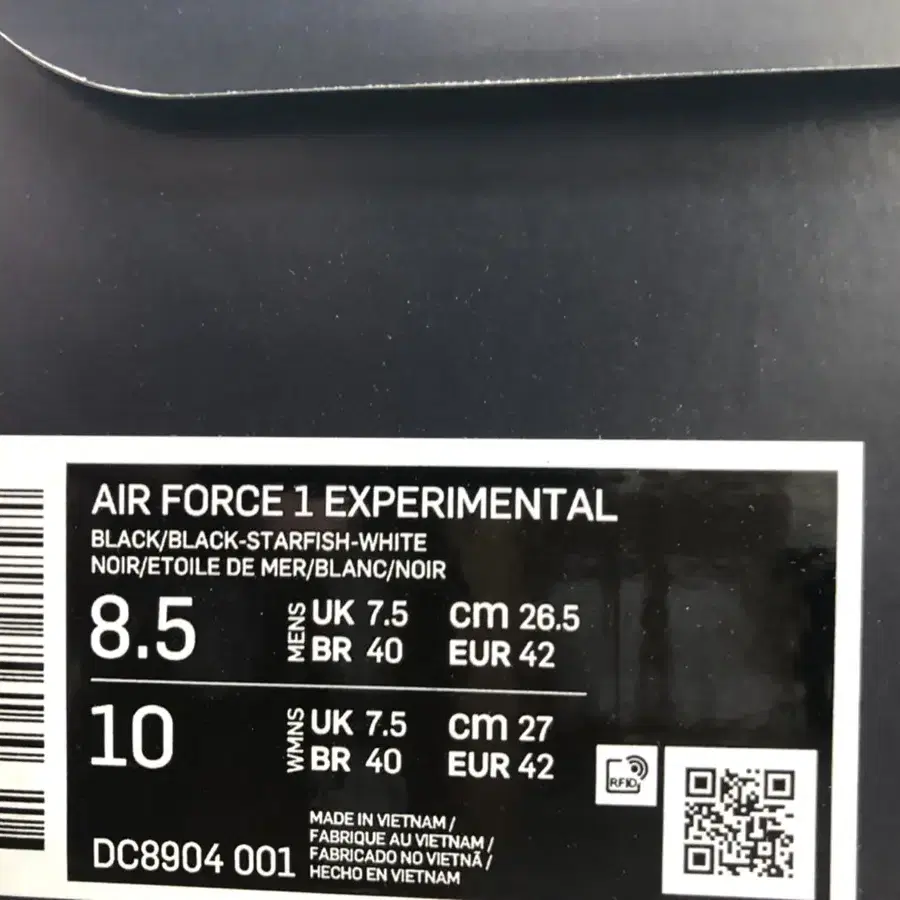 AIR FORCE 1 EXPERIMENTAL
BLACK/BLACK-STARFISH-WHITE
NOIR/ETOILE DE MER/BLANC/NOIR
8.5 MENS UK 7.5 cm 26.5
BR 40 EUR 42
10 WMNS UK 7.5 cm 27
BR 40 EUR 42
RFID
MADE IN VIETNAM /
FABRIQUE AU VIETNAM /
FABRICADO NO VIETNÃ /
HECHO EN VIETNAM
DC8904 001